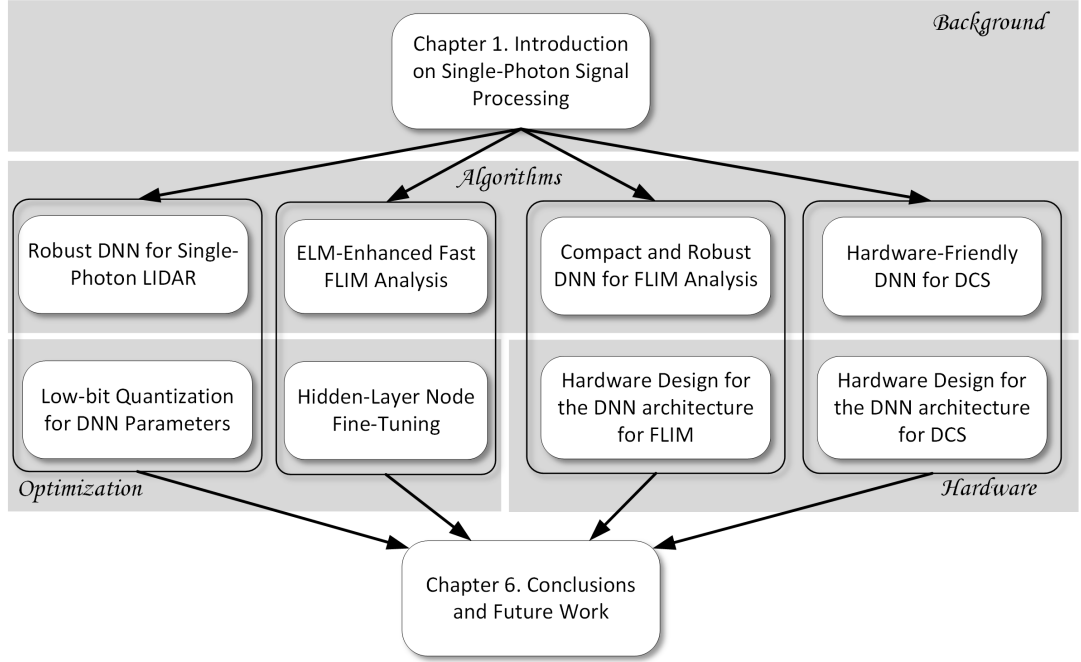 Background
Chapter 1. Introduction
on Single-Photon Signal
Processing
Algorithms
Robust DNN for Single-
Photon LIDAR
ELM-Enhanced Fast
FLIM Analysis
Compact and Robust
DNN for FLIM Analysis
Hardware-Friendly
DNN for DCS
Low-bit Quantization
for DNN Parameters
Hidden-Layer Node
Fine-Tuning
Hardware Design for
the DNN architecture
for FLIM
Hardware Design for
the DNN architecture
for DCS
Optimization
Hardware
Chapter 6. Conclusions
and Future Work